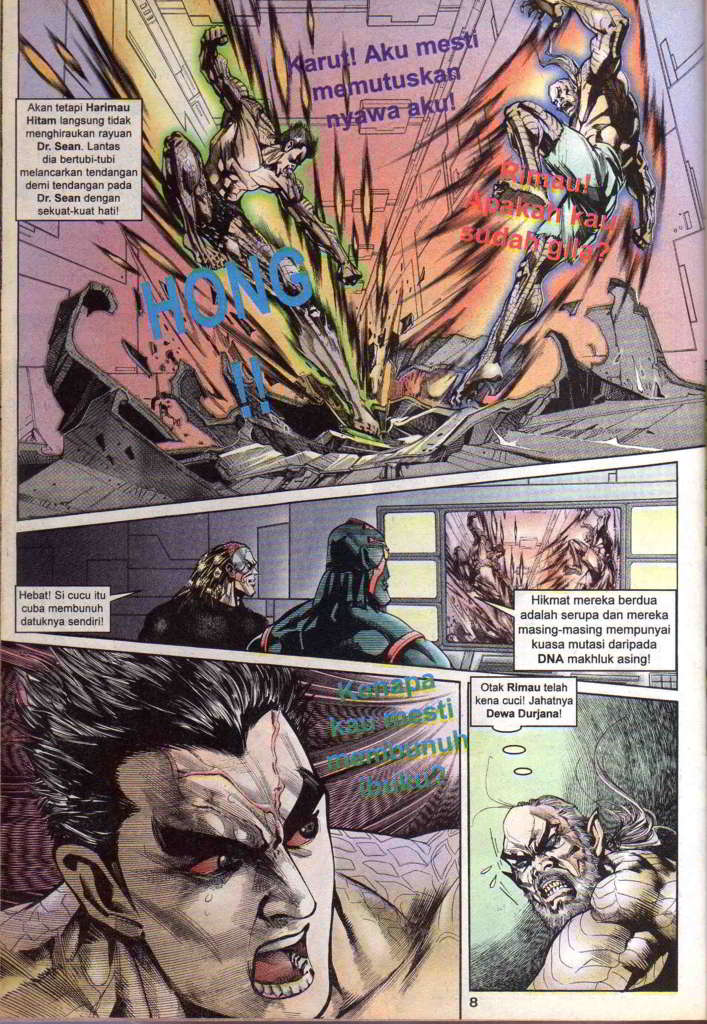 Karut! Aku mesti
memutuskan
nyawa aku!
Akan tetapi Harimau
Hitam langsung tidak
menghiraukan rayuan
Dr. Sean. Lantas
dia bertubi-tubi
melancarkan tendangan
demi tendangan pada
Dr. Sean dengan
sekuat-kuat hati!
Rimau!
Apakah kau
sudah gila?
HONG
!!
Hebat! Si cucu itu
cuba membunuh
datuknya sendiri!
Hikmat mereka berdua
adalah serupa dan mereka
masing-masing mempunyai
kuasa mutasi daripada
DNA makhluk asing!
Kenapa
kau mesti
membunuh
ibuku?
Otak Rimau telah
kena cuci! Jahatnya
Dewa Durjana!
8